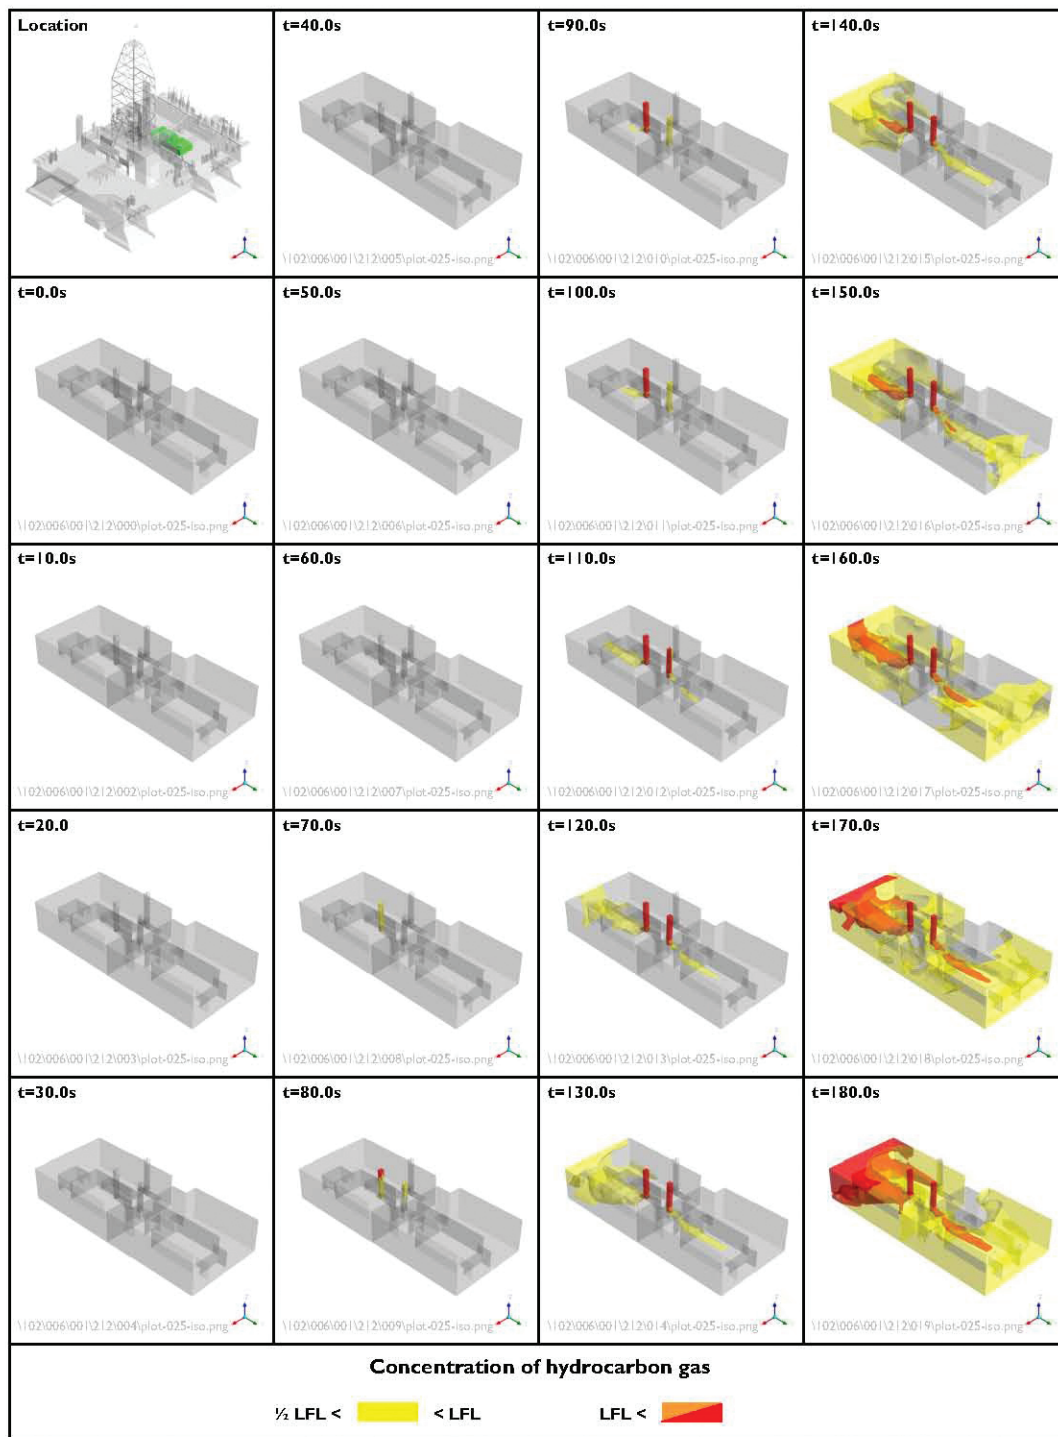 Location
t=40.0s
t=90.0s
t=140.0s
\102\006\001\212\005\plot-025-iso.png
\102\006\001\212\010\plot-025-iso.png
\102\006\001\212\015\plot-025-iso.png
t=0.0s
t=50.0s
t=100.0s
t=150.0s
\102\006\001\212\000\plot-025-iso.png
\102\006\001\212\006\plot-025-iso.png
\102\006\001\212\011\plot-025-iso.png
\102\006\001\212\016\plot-025-iso.png
t=10.0s
t=60.0s
t=110.0s
t=160.0s
\102\006\001\212\002\plot-025-iso.png
\102\006\001\212\007\plot-025-iso.png
\102\006\001\212\012\plot-025-iso.png
\102\006\001\212\017\plot-025-iso.png
t=20.0
t=70.0s
t=120.0s
t=170.0s
\102\006\001\212\003\plot-025-iso.png
\102\006\001\212\008\plot-025-iso.png
\102\006\001\212\013\plot-025-iso.png
\102\006\001\212\018\plot-025-iso.png
t=30.0s
t=80.0s
t=130.0s
t=180.0s
\102\006\001\212\004\plot-025-iso.png
\102\006\001\212\009\plot-025-iso.png
\102\006\001\212\014\plot-025-iso.png
\102\006\001\212\019\plot-025-iso.png
Concentration of hydrocarbon gas
½ LFL < < LFL LFL <